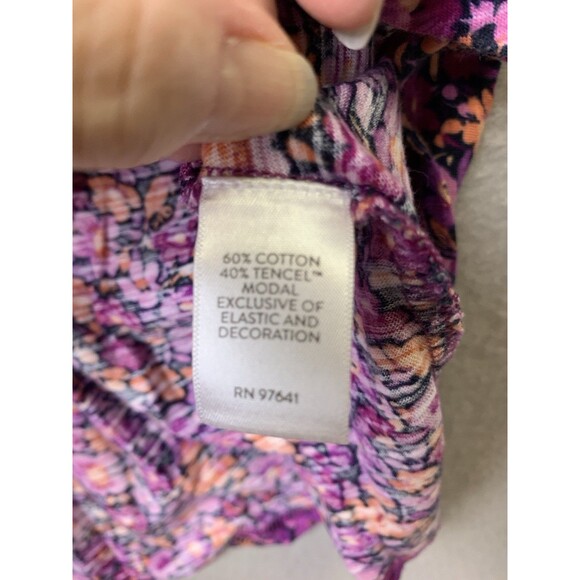 60% COTTON
40% TENCEL™
MODAL
EXCLUSIVE OF
ELASTIC AND
DECORATION
RN 97641